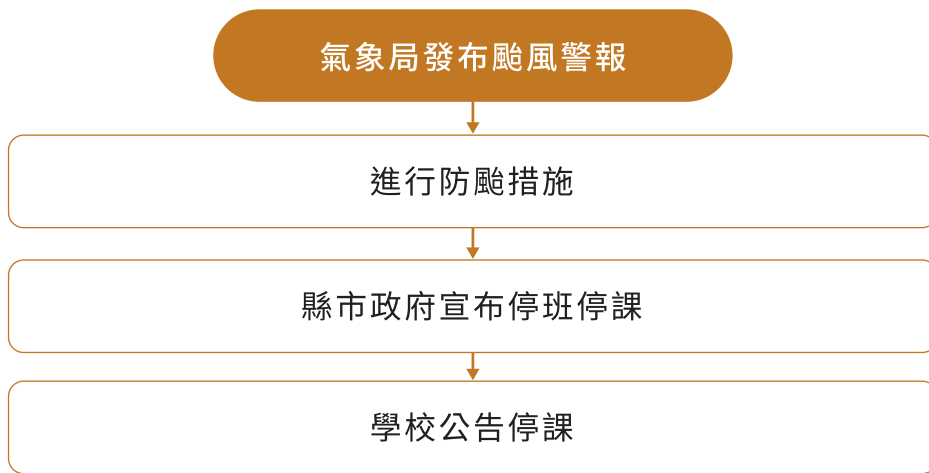 氣象局發布颱風警報
進行防颱措施
縣市政府宣布停班停課
學校公告停課